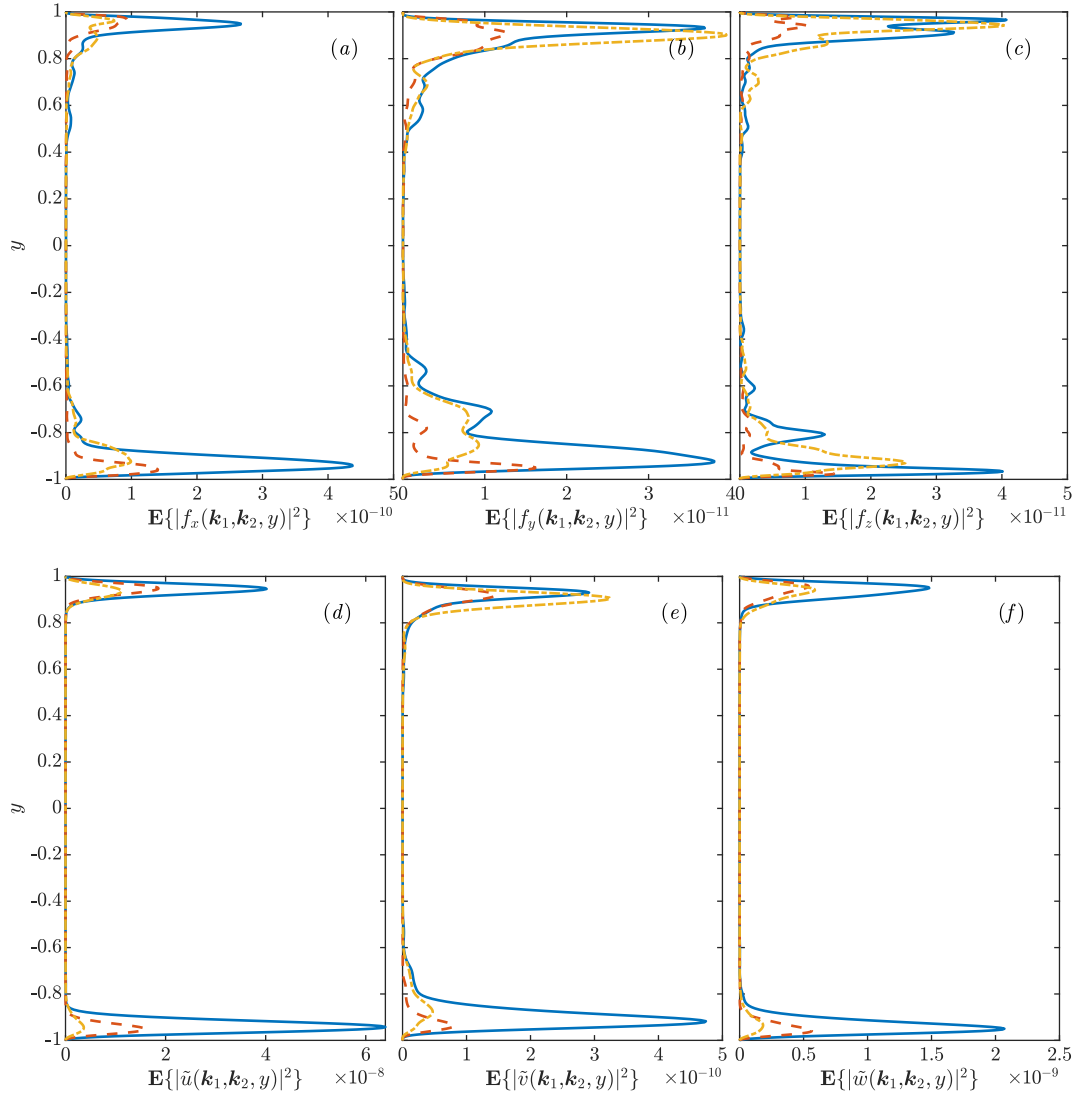 1
0.8
0.6
0.4
0.2
0
-0.2
-0.4
-0.6
-0.8
-1
y
(a) (b) (c)
0 1 2 3 4 5 0 1 2 3 4 0 1 2 3 4 5
E{|f_x(k_1,k_2,y)|^2} ×10^{-10} E{|f_y(k_1,k_2,y)|^2} ×10^{-11} E{|f_z(k_1,k_2,y)|^2} ×10^{-11}
1
0.8
0.6
0.4
0.2
0
-0.2
-0.4
-0.6
-0.8
-1
y
(d) (e) (f)
0 2 4 6 0 1 2 3 4 5 0 0.5 1 1.5 2 2.5
E{|ũ(k_1,k_2,y)|^2} ×10^{-8} E{|ṽ(k_1,k_2,y)|^2} ×10^{-10} E{|w̃(k_1,k_2,y)|^2} ×10^{-9}